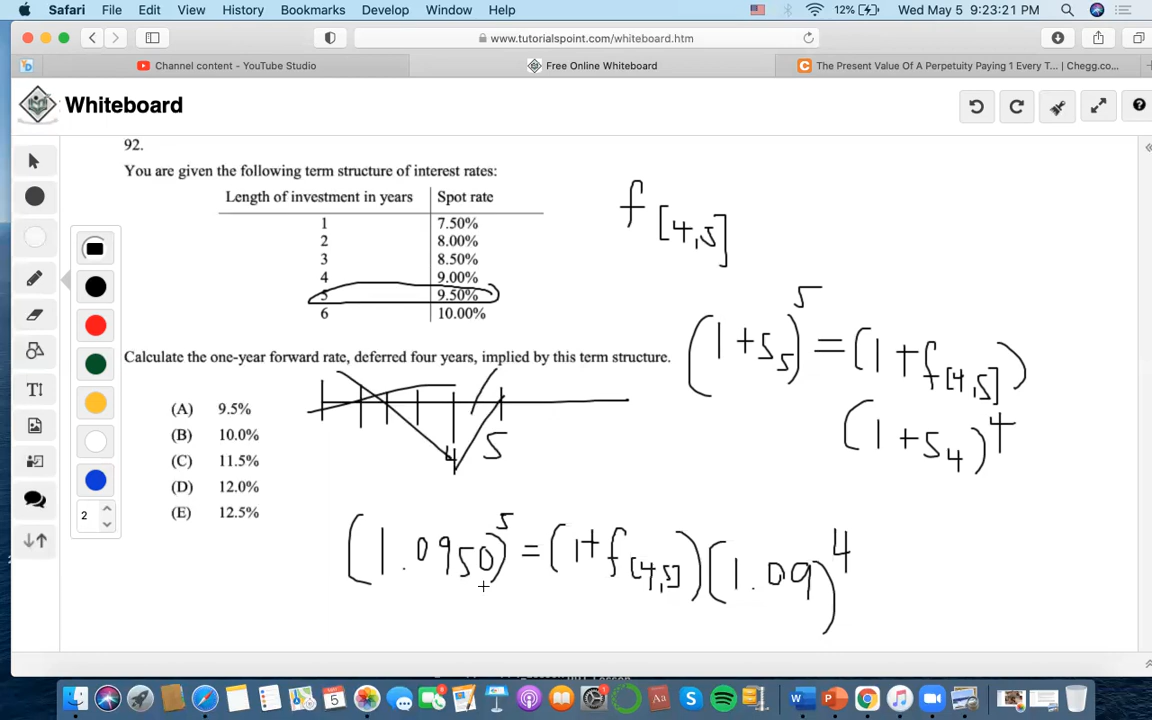 Safari File Edit View History Bookmarks Develop Window Help 12% Wed May 5 9:23:21 PM
www.tutorialspoint.com/whiteboard.htm
Channel content - YouTube Studio Free Online Whiteboard The Present Value Of A Perpetuity Paying 1 Every T... | Chegg.co...
Whiteboard
92.
You are given the following term structure of interest rates:
Length of investment in years Spot rate
1 7.50%
2 8.00%
3 8.50%
4 9.00%
5 9.50%
6 10.00%
f [4,5]
(1+s5)^5 = (1+f[4,5])
(1+s4)^4
Calculate the one-year forward rate, deferred four years, implied by this term structure.
4 5
(A) 9.5%
(B) 10.0%
(C) 11.5%
(D) 12.0%
(E) 12.5%
(1.0950)^5 = (1+f[4,5])(1.09)^4
TI
2